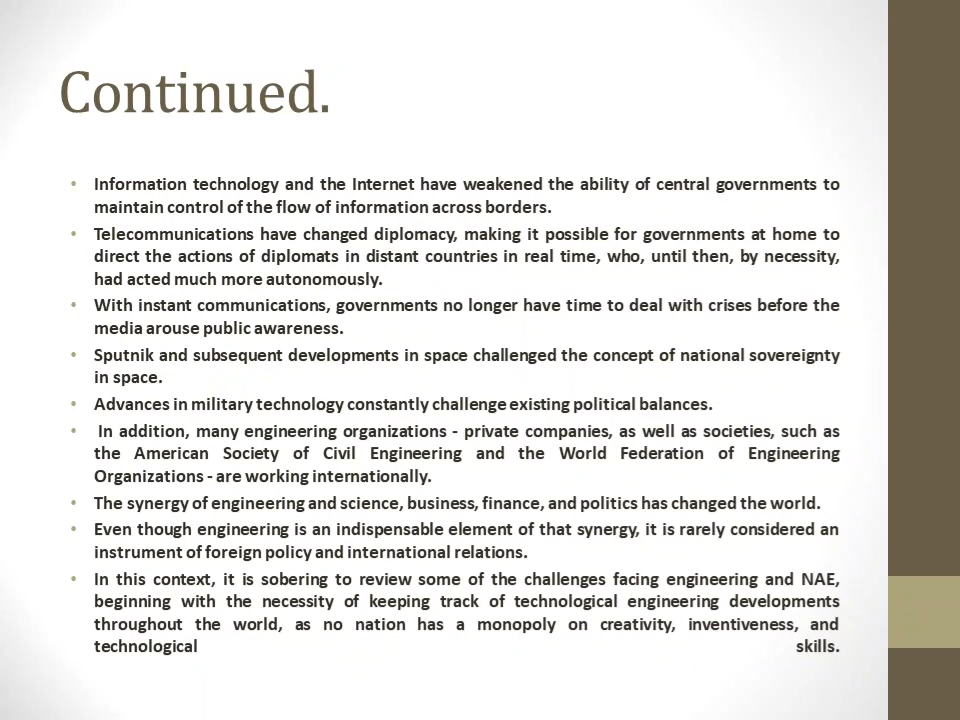 Continued.
• Information technology and the Internet have weakened the ability of central governments to
maintain control of the flow of information across borders.
• Telecommunications have changed diplomacy, making it possible for governments at home to
direct the actions of diplomats in distant countries in real time, who, until then, by necessity,
had acted much more autonomously.
• With instant communications, governments no longer have time to deal with crises before the
media arouse public awareness.
• Sputnik and subsequent developments in space challenged the concept of national sovereignty
in space.
• Advances in military technology constantly challenge existing political balances.
• In addition, many engineering organizations - private companies, as well as societies, such as
the American Society of Civil Engineering and the World Federation of Engineering
Organizations - are working internationally.
• The synergy of engineering and science, business, finance, and politics has changed the world.
• Even though engineering is an indispensable element of that synergy, it is rarely considered an
instrument of foreign policy and international relations.
• In this context, it is sobering to review some of the challenges facing engineering and NAE,
beginning with the necessity of keeping track of technological engineering developments
throughout the world, as no nation has a monopoly on creativity, inventiveness, and
technological skills.